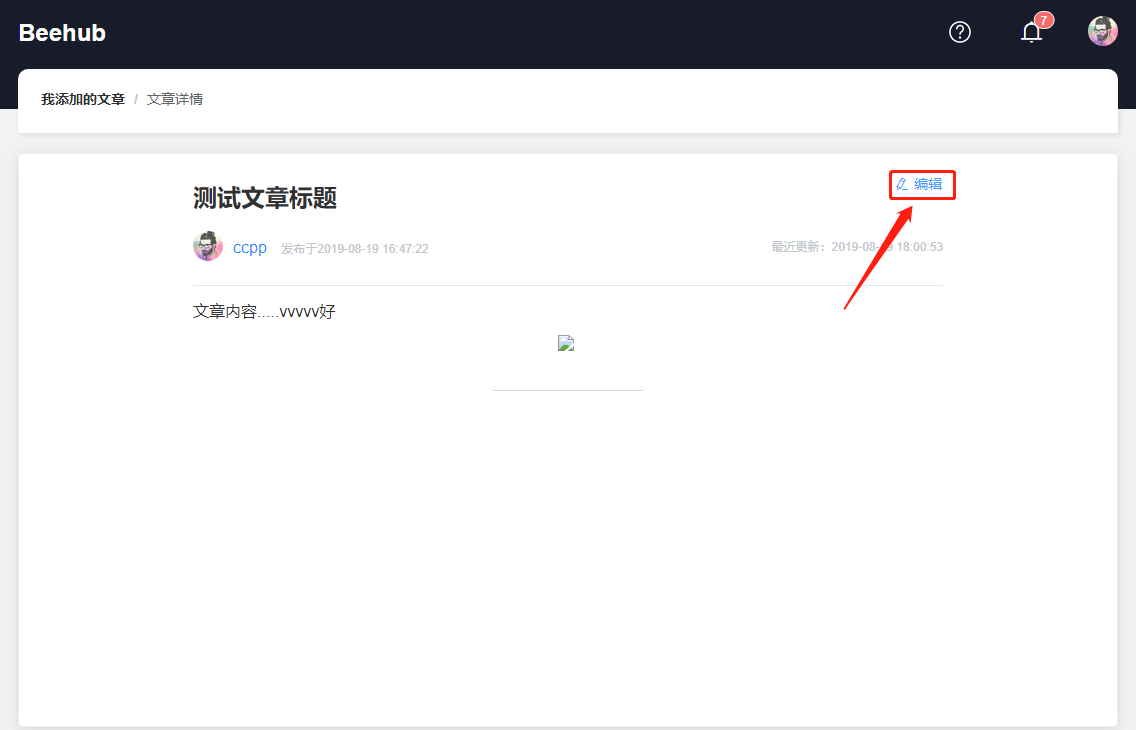 Beehub
7
我添加的文章 / 文章详情
编辑
测试文章标题
ccpp 发布于2019-08-19 16:47:22
最近更新：2019-08-19 18:00:53
文章内容.....vvvvv好